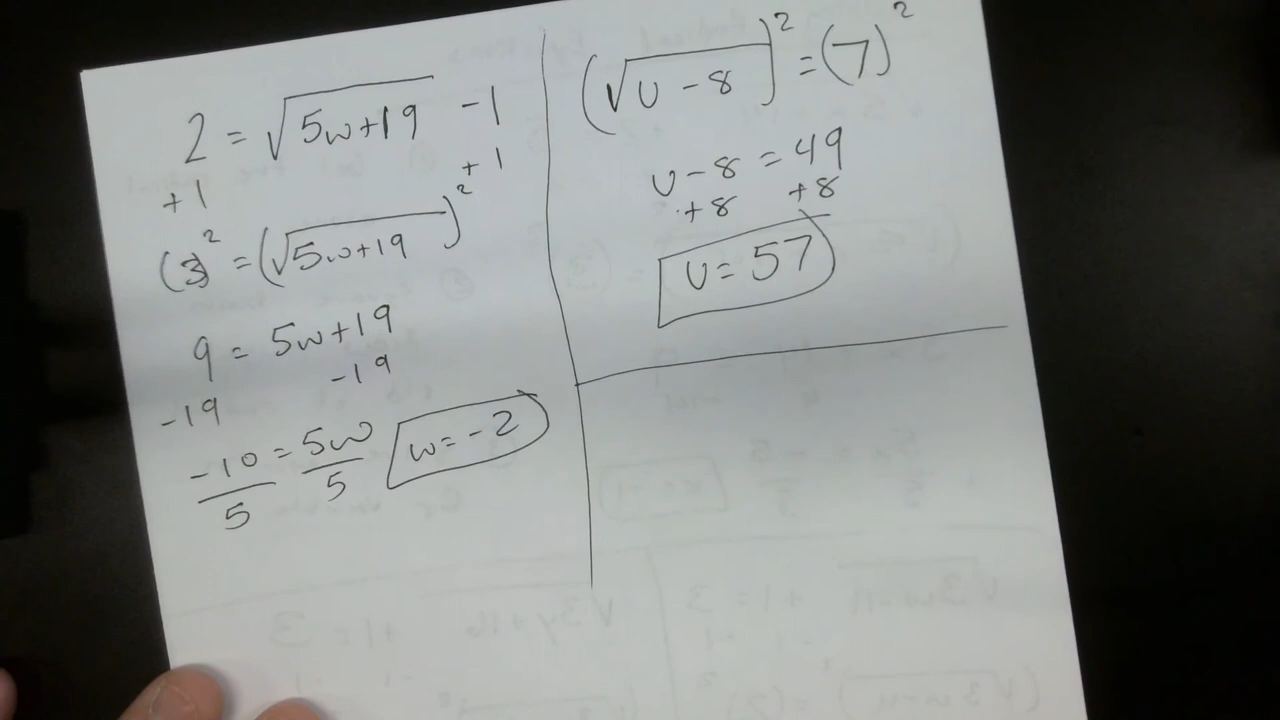 2 = √5w+19 - 1
+1 +1
(3)² = (√5w+19)²
9 = 5w+19
-19 -19
-10 = 5w
5 5
w = -2
(√u-8)² = (7)²
u-8 = 49
+8 +8
u = 57